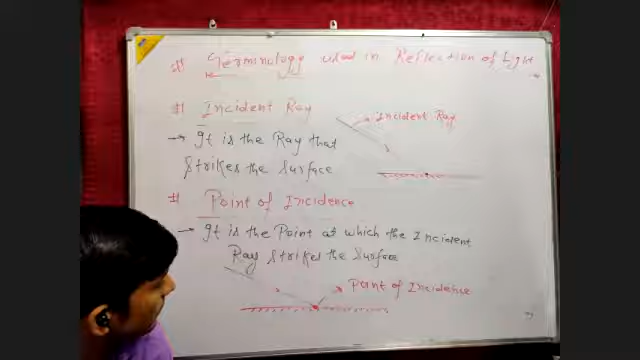 # Terminology used in Reflection of Light
# Incident Ray
Incident Ray
→ It is the Ray that
Strikes the Surface
# Point of Incidence
→ It is the Point at which the Incident
Ray Strikes the Surface
Point of Incidence